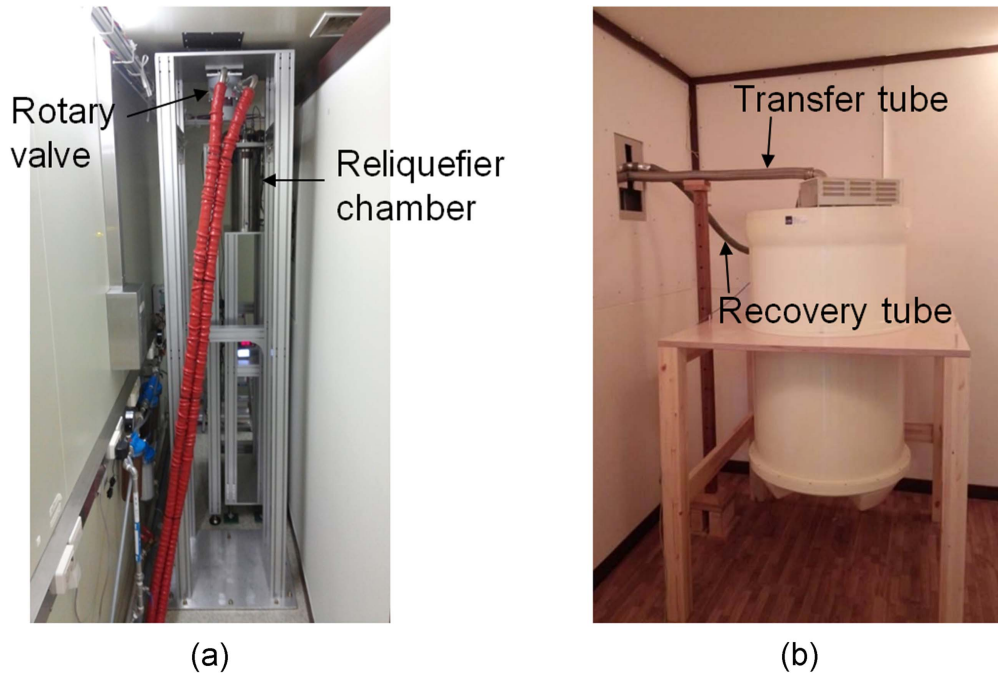 Rotary
valve
Reliquefier
chamber
Transfer tube
Recovery tube
(a)
(b)